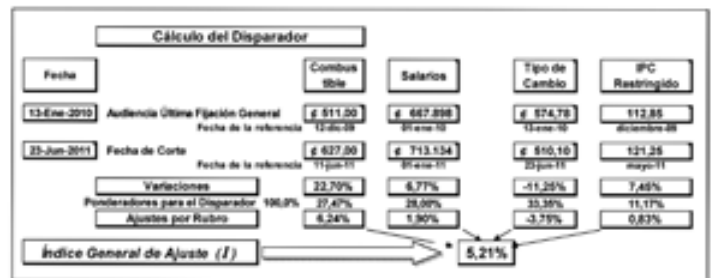 Cálculo del Disparador
Fecha Combus tible Salarios Tipo de Cambio IPC Restringido
13-Ene-2010 Audiencia Última Fijación General ¢ 511,00 ¢ 667.898 ¢ 574,78 112,85
Fecha de la referencia 12-dic-09 01-ene-10 13-ene-10 diciembre-09
23-Jun-2011 Fecha de Corte ¢ 627,00 ¢ 713.134 ¢ 510,10 121,25
Fecha de la referencia 11-jun-11 01-ene-11 23-jun-11 mayo-11
Variaciones 22,70% 6,77% -11,25% 7,45%
Ponderadores para el Disparador 100,0% 27,47% 28,00% 33,35% 11,17%
Ajustes por Rubro 6,24% 1,90% -3,75% 0,83%
Índice General de Ajuste (I) 5,21%